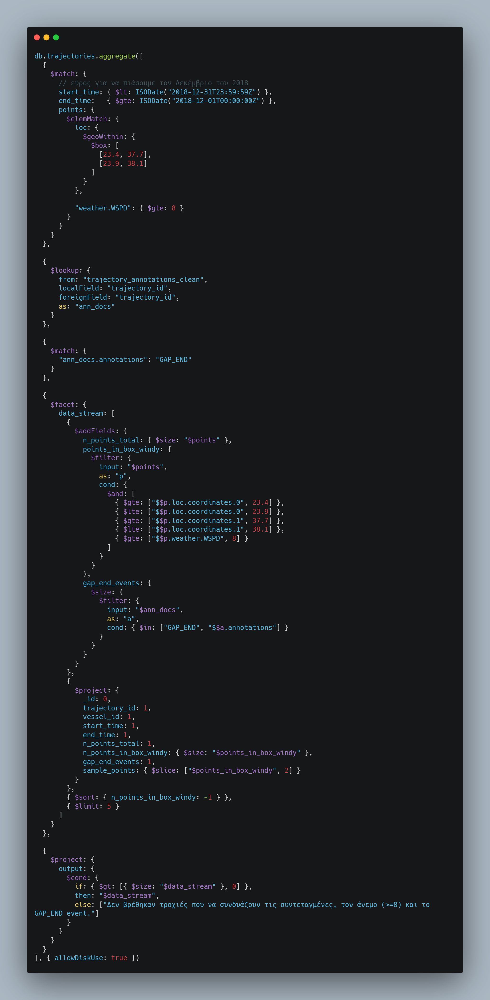 db.trajectories.aggregate([
  {
    $match: {
      // εύρος για να πιάσουμε τον Δεκέμβριο του 2018
      start_time: { $lt: ISODate("2018-12-31T23:59:59Z") },
      end_time:   { $gte: ISODate("2018-12-01T00:00:00Z") },
      points: {
        $elemMatch: {
          loc: {
            $geoWithin: {
              $box: [
                [23.4, 37.7],
                [23.9, 38.1]
              ]
            }
          },

          "weather.WSPD": { $gte: 8 }
        }
      }
    }
  },

  {
    $lookup: {
      from: "trajectory_annotations_clean",
      localField: "trajectory_id",
      foreignField: "trajectory_id",
      as: "ann_docs"
    }
  },

  {
    $match: {
      "ann_docs.annotations": "GAP_END"
    }
  },

  {
    $facet: {
      data_stream: [
        {
          $addFields: {
            n_points_total: { $size: "$points" },
            points_in_box_windy: {
              $filter: {
                input: "$points",
                as: "p",
                cond: {
                  $and: [
                    { $gte: ["$$p.loc.coordinates.0", 23.4] },
                    { $lte: ["$$p.loc.coordinates.0", 23.9] },
                    { $gte: ["$$p.loc.coordinates.1", 37.7] },
                    { $lte: ["$$p.loc.coordinates.1", 38.1] },
                    { $gte: ["$$p.weather.WSPD", 8] }
                  ]
                }
              }
            },
            gap_end_events: {
              $size: {
                $filter: {
                  input: "$ann_docs",
                  as: "a",
                  cond: { $in: ["GAP_END", "$$a.annotations"] }
                }
              }
            }
          }
        },
        {
          $project: {
            _id: 0,
            trajectory_id: 1,
            vessel_id: 1,
            start_time: 1,
            end_time: 1,
            n_points_total: 1,
            n_points_in_box_windy: { $size: "$points_in_box_windy" },
            gap_end_events: 1,
            sample_points: { $slice: ["$points_in_box_windy", 2] }
          }
        },
        { $sort: { n_points_in_box_windy: -1 } },
        { $limit: 5 }
      ]
    }
  },

  {
    $project: {
      output: {
        $cond: {
          if: { $gt: [{ $size: "$data_stream" }, 0] },
          then: "$data_stream",
          else: ["Δεν βρέθηκαν τροχιές που να συνδυάζουν τις συντεταγμένες, τον άνεμο (>=8) και το
GAP_END event."]
        }
      }
    }
  }
], { allowDiskUse: true })